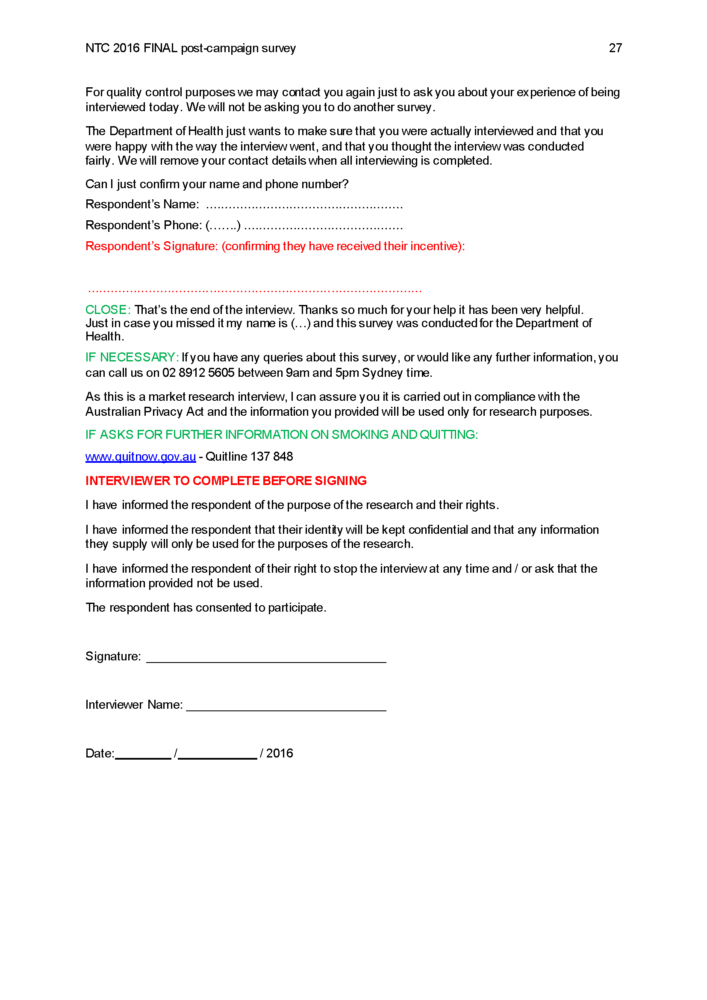 NTC 2016 FINAL post-campaign survey 27
For quality control purposes we may contact you again just to ask you about your experience of being
interviewed today. We will not be asking you to do another survey.
The Department of Health just wants to make sure that you were actually interviewed and that you
were happy with the way the interview went, and that you thought the interview was conducted
fairly. We will remove your contact details when all interviewing is completed.
Can I just confirm your name and phone number?
Respondent’s Name: ....................................................
Respondent’s Phone: (…….) ..........................................
Respondent’s Signature: (confirming they have received their incentive):
........................................................................................
CLOSE: That’s the end of the interview. Thanks so much for your help it has been very helpful.
Just in case you missed it my name is (…) and this survey was conducted for the Department of
Health.
IF NECESSARY: If you have any queries about this survey, or would like any further information, you
can call us on 02 8912 5605 between 9am and 5pm Sydney time.
As this is a market research interview, I can assure you it is carried out in compliance with the
Australian Privacy Act and the information you provided will be used only for research purposes.
IF ASKS FOR FURTHER INFORMATION ON SMOKING AND QUITTING:
www.quitnow.gov.au - Quitline 137 848
INTERVIEWER TO COMPLETE BEFORE SIGNING
I have informed the respondent of the purpose of the research and their rights.
I have informed the respondent that their identity will be kept confidential and that any information
they supply will only be used for the purposes of the research.
I have informed the respondent of their right to stop the interview at any time and / or ask that the
information provided not be used.
The respondent has consented to participate.
Signature: ___________________________________
Interviewer Name: _____________________________
Date:________ /___________ / 2016